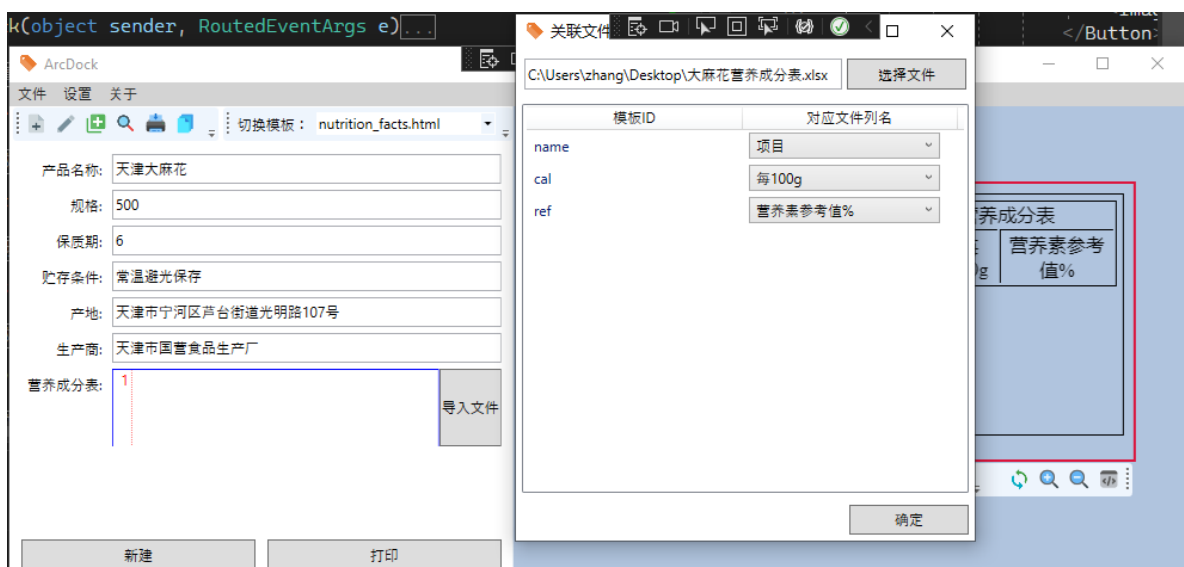 k(object sender, RoutedEventArgs e)...
</Button>
ArcDock
文件 设置 关于
切换模板： nutrition_facts.html
产品名称: 天津大麻花
规格: 500
保质期: 6
贮存条件: 常温避光保存
产地: 天津市宁河区芦台街道光明路107号
生产商: 天津市国营食品生产厂
营养成分表: 1
导入文件
新建 打印
关联文件
C:\Users\zhang\Desktop\大麻花营养成分表.xlsx 选择文件
模板ID 对应文件列名
name 项目
cal 每100g
ref 营养素参考值%
确定
养成分表
营养素参考
值%